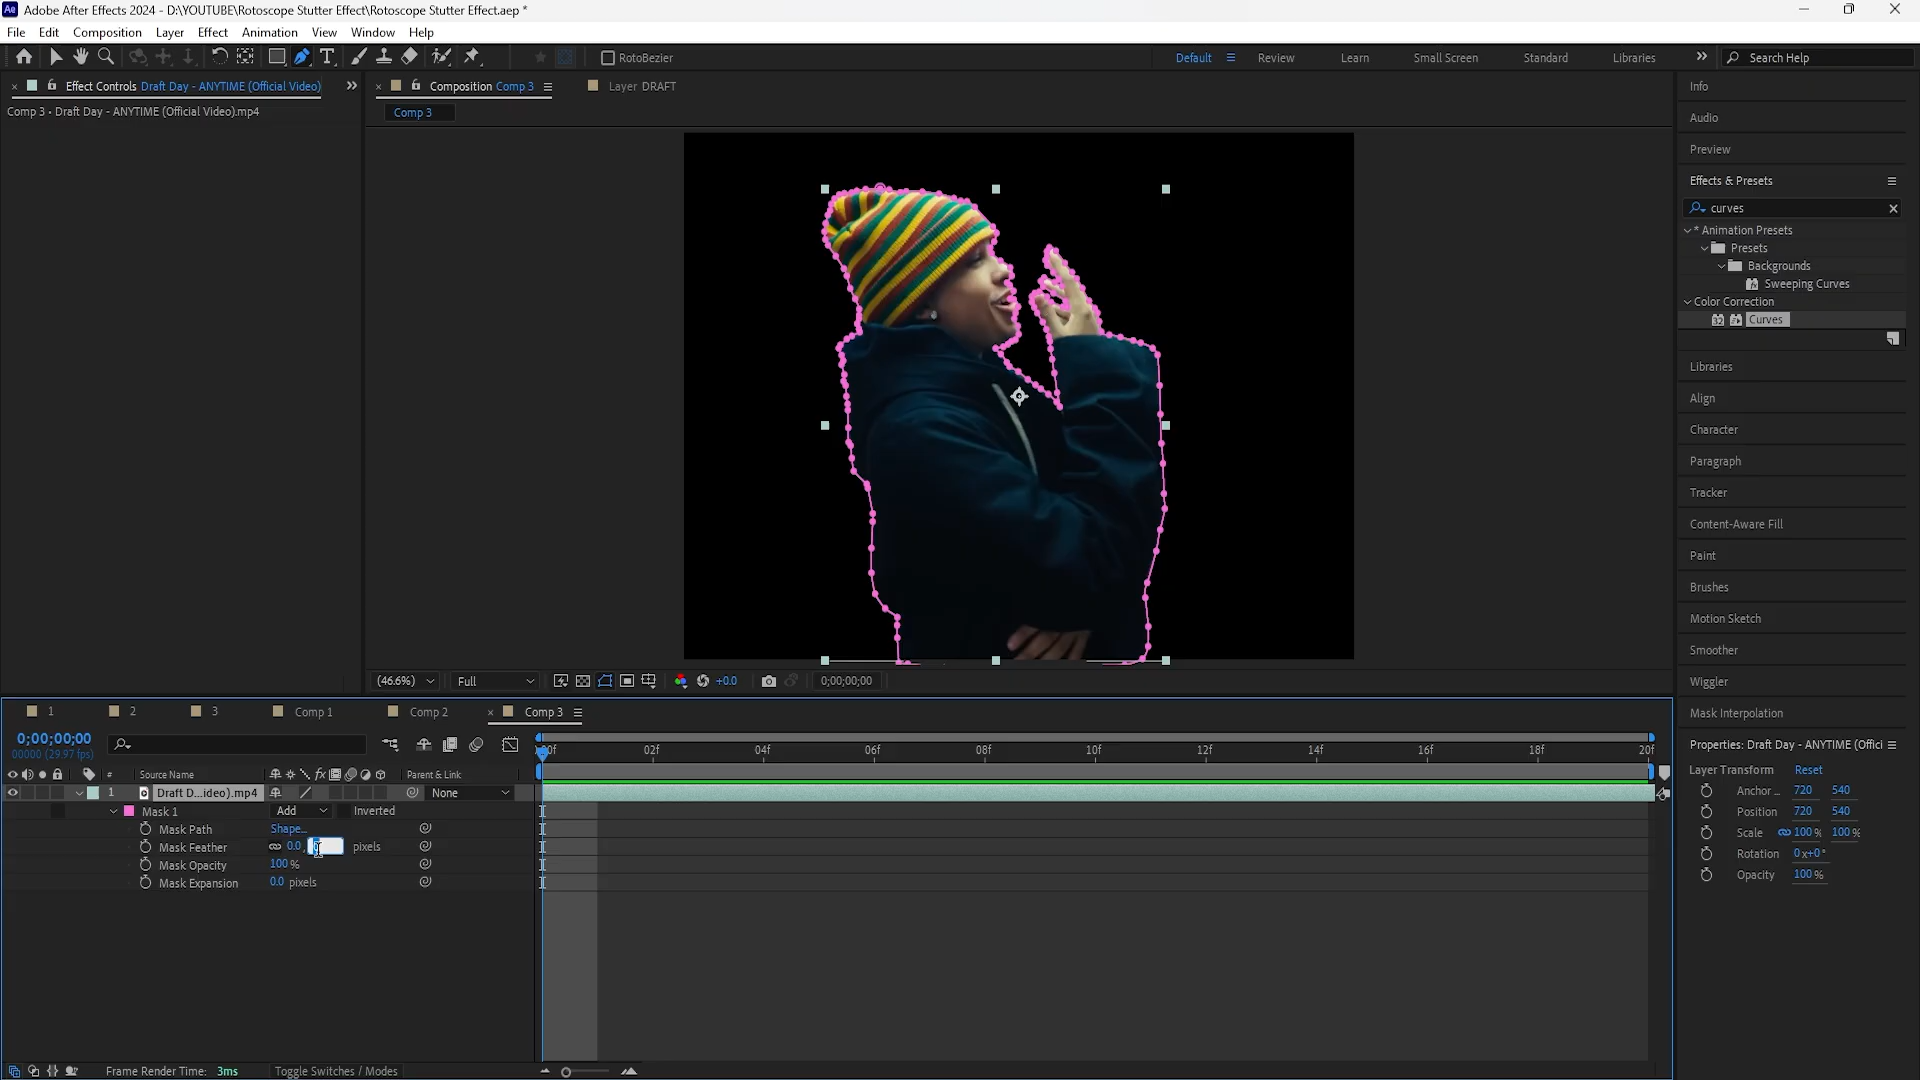 Ae Adobe After Effects 2024 - D:\YOUTUBE\Rotoscope Stutter Effect\Rotoscope Stutter Effect.aep *
File Edit Composition Layer Effect Animation View Window Help
RotoBezier Default Review Learn Small Screen Standard Libraries Search Help
Effect Controls Draft Day - ANYTIME (Official Video)
Composition Comp 3
Layer DRAFT
Comp 3 • Draft Day - ANYTIME (Official Video).mp4
Comp 3
Info
Audio
Preview
Effects & Presets
curves
* Animation Presets
Presets
Backgrounds
Sweeping Curves
Color Correction
32 Curves
Libraries
Align
Character
Paragraph
Tracker
Content-Aware Fill
Paint
Brushes
Motion Sketch
Smoother
Wiggler
Mask Interpolation
Properties: Draft Day - ANYTIME (Offici
Layer Transform Reset
Anchor ... 720 540
Position 720 540
Scale 100 % 100 %
Rotation 0x+0°
Opacity 100 %
(46.6%) Full +0.0 0;00;00;00
1 2 3 Comp 1 Comp 2 Comp 3
0;00;00;00
00000 (29.97 fps)
:00f 02f 04f 06f 08f 10f 12f 14f 16f 18f 20f
# Source Name fx Parent & Link
1 Draft D...ideo).mp4 None
Mask 1 Add Inverted
Mask Path Shape...
Mask Feather 0.0, pixels
Mask Opacity 100 %
Mask Expansion 0.0 pixels
Frame Render Time: 3ms Toggle Switches / Modes